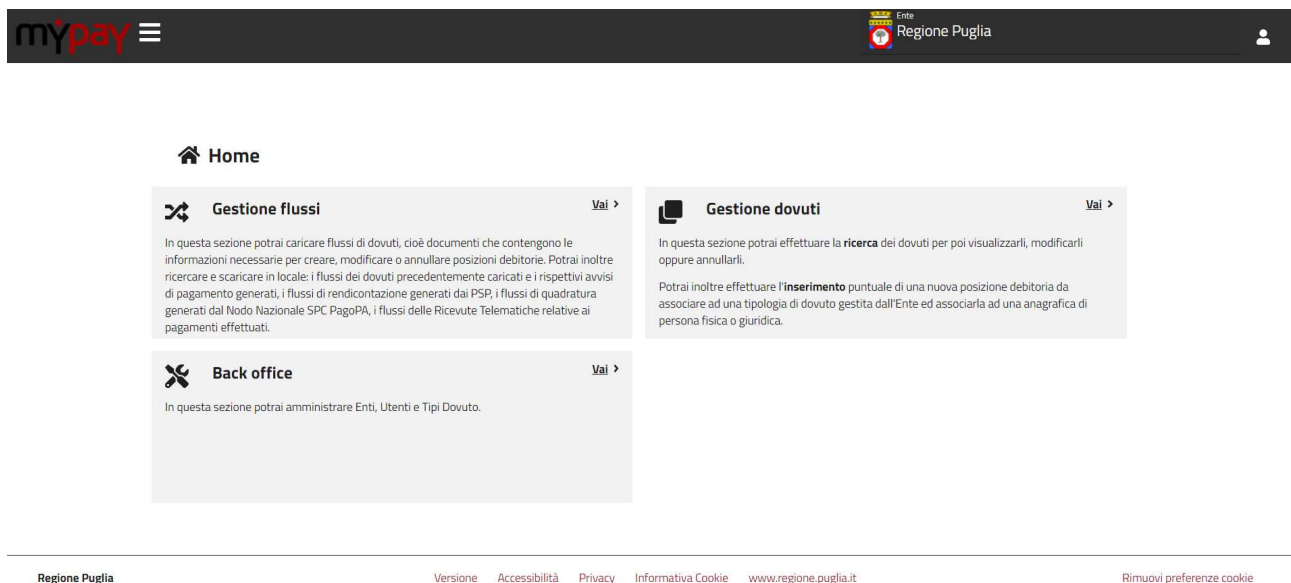 mypay
Ente
Regione Puglia
Home
Gestione flussi
Vai
In questa sezione potrai caricare flussi di dovuti, cioè documenti che contengono le
informazioni necessarie per creare, modificare o annullare posizioni debitorie. Potrai inoltre
ricercare e scaricare in locale: i flussi dei dovuti precedentemente caricati e i rispettivi avvisi
di pagamento generati, i flussi di rendicontazione generati dai PSP, i flussi di quadratura
generati dal Nodo Nazionale SPC PagoPA, i flussi delle Ricevute Telematiche relative ai
pagamenti effettuati.
Gestione dovuti
Vai
In questa sezione potrai effettuare la ricerca dei dovuti per poi visualizzarli, modificarli
oppure annullarli.
Potrai inoltre effettuare l'inserimento puntuale di una nuova posizione debitoria da
associare ad una tipologia di dovuto gestita dall'Ente ed associarla ad una anagrafica di
persona fisica o giuridica.
Back office
Vai
In questa sezione potrai amministrare Enti, Utenti e Tipi Dovuto.
Regione Puglia
Versione Accessibilità Privacy Informativa Cookie www.regione.puglia.it
Rimuovi preferenze cookie